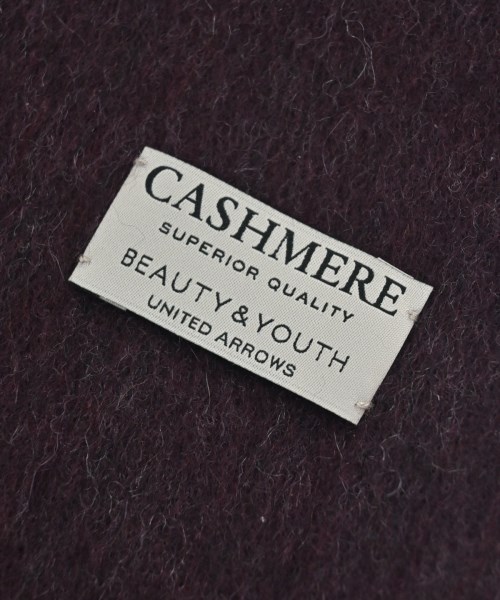 CASHMERE
SUPERIOR QUALITY
BEAUTY & YOUTH
UNITED ARROWS